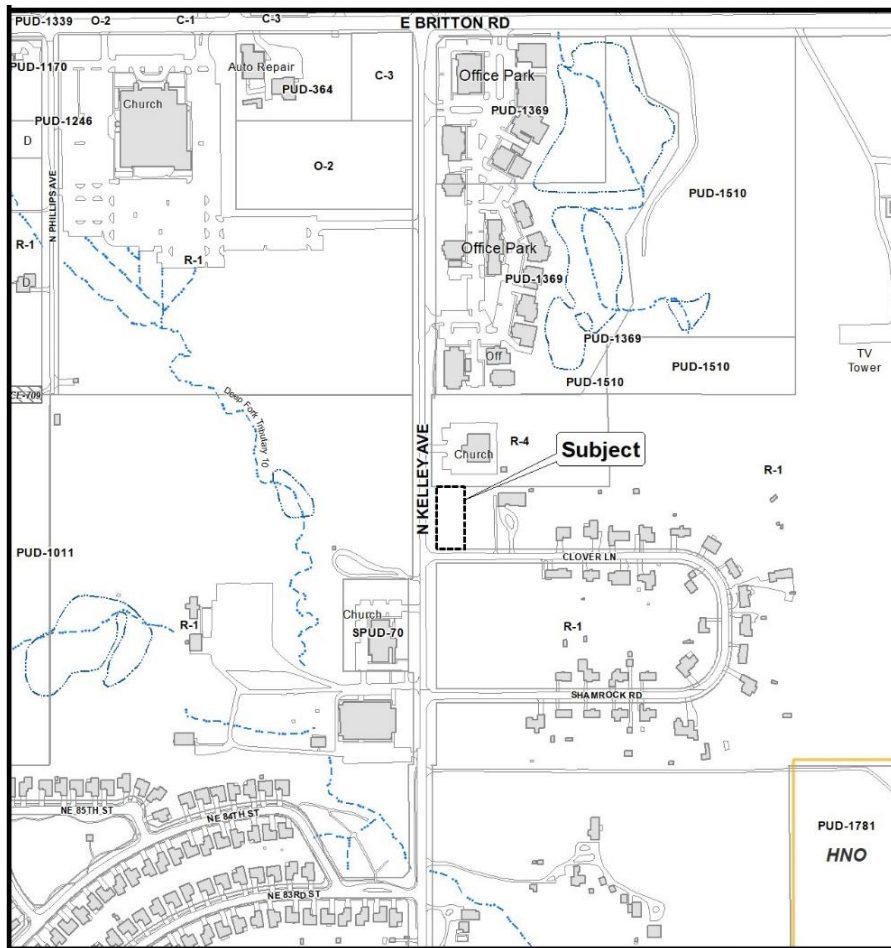 PUD-1339
O-2
C-1
C-3
E BRITTON RD
PUD-1170
Auto Repair
PUD-364
C-3
Church
PUD-1246
D
O-2
N PHILLIPS AVE
R-1
D
R-1
Office Park
PUD-1369
PUD-1510
Office Park
PUD-1369
PUD-1369
Off
PUD-1510
PUD-1510
TV
Tower
Deep Fork Tributary 10
N KELLEY AVE
Church
R-4
Subject
R-1
CLOVER LN
PUD-1011
R-1
Church
SPUD-70
R-1
SHAMROCK RD
NE 85TH ST
NE 84TH ST
NE 83RD ST
PUD-1781
HNO